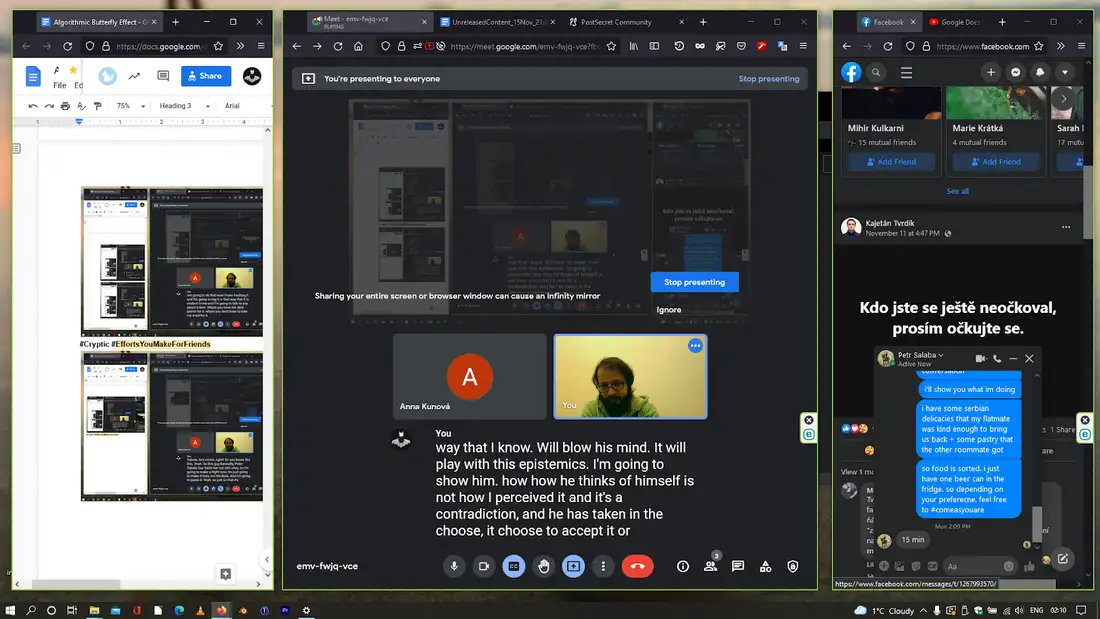 Algorithmic Butterfly Effect - G
https://docs.google.com/
File
Ed
Share
75%
Heading 3
Arial
#Cryptic #EffortsYouMakeForFriends
Meet - emv-fwjq-vce
PLAYING
UnreleasedContent_15Nov_21:
PostSecret Community
https://meet.google.com/emv-fwjq-vce?
You're presenting to everyone
Stop presenting
Sharing your entire screen or browser window can cause an infinity mirror
Stop presenting
Ignore
A
Anna Kunová
You
You
way that I know. Will blow his mind. It will
play with this epistemics. I'm going to
show him. how how he thinks of himself is
not how I perceived it and it's a
contradiction, and he has taken in the
choose, it choose to accept it or
emv-fwjq-vce
3
Facebook
Google Docs
https://www.facebook.com
Mihir Kulkarni
15 mutual friends
Add Friend
Marie Krátká
4 mutual friends
Add Friend
Sarah
17 mutu
See all
Kajetán Tvrdík
November 11 at 4:47 PM
Kdo jste se ještě neočkoval,
prosím očkujte se.
Petr Salaba
Active Now
conversation
i'll show you what im doing
i have some serbian
delicacies that my flatmate
was kind enough to bring
us back + some pastry that
the other roommate got
so food is sorted. i just
have one beer can in the
fridge. so depending on
your preferecne. feel free
to #comeasyouare
Mon 2:09 PM
15 min
Aa
1 Share
View 1 m
https://www.facebook.com/messages/t/1267993570/
1°C Cloudy
ENG
02:10